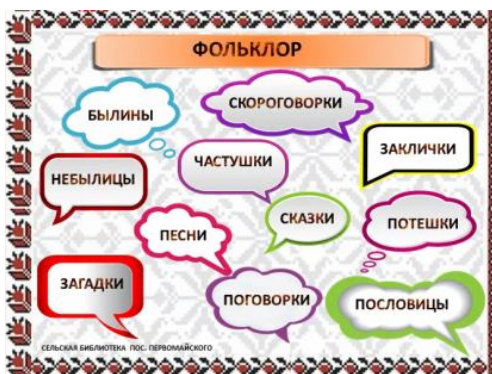 ФОЛЬКЛОР
БЫЛИНЫ
СКОРОГОВОРКИ
ЗАКЛИЧКИ
ЧАСТУШКИ
НЕБЫЛИЦЫ
СКАЗКИ
ПОТЕШКИ
ПЕСНИ
ЗАГАДКИ
ПОГОВОРКИ
ПОСЛОВИЦЫ
СЕЛЬСКАЯ БИБЛИОТЕКА ПОС. ПЕРВОМАЙСКОГО